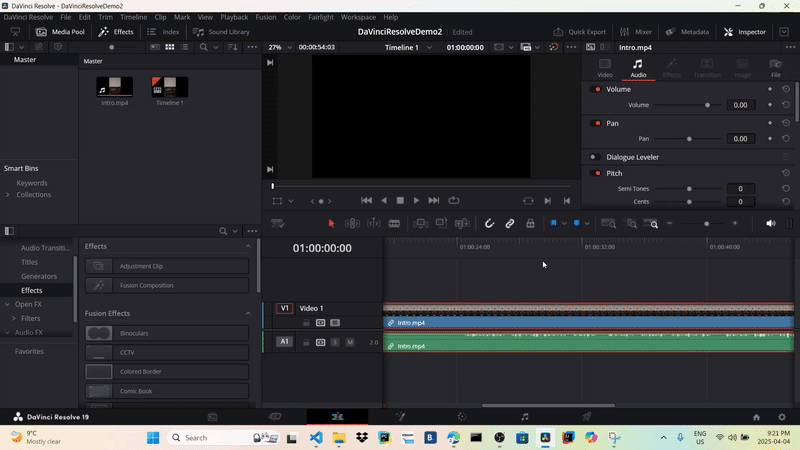 DaVinci Resolve - DaVinciResolveDemo2
DaVinci Resolve File Edit Trim Timeline Clip Mark View Playback Fusion Color Fairlight Workspace Help
Media Pool Effects Index Sound Library DaVinciResolveDemo2 Edited Quick Export Mixer Metadata Inspector
27% 00:00:54:03 Timeline 1 01:00:00:00 Intro.mp4
Master Master
Video Audio Effects Transition Image File
Intro.mp4 Timeline 1
Volume
Volume 0.00
Pan
Pan 0.00
Dialogue Leveler
Smart Bins
Keywords
Collections
Pitch
Semi Tones 0
Cents 0
Audio Transiti...
Titles
Generators
Effects
Open FX
Filters
Audio FX
Favorites
Effects
Adjustment Clip
Fusion Composition
Fusion Effects
Binoculars
CCTV
Colored Border
Comic Book
01:00:00:00
01:00:24:00 01:00:32:00 01:00:40:00
V1 Video 1
Intro.mp4
A1 S M 2.0
Intro.mp4
DaVinci Resolve 19
9°C
Mostly clear
Search
ENG
US
9:21 PM
2025-04-04